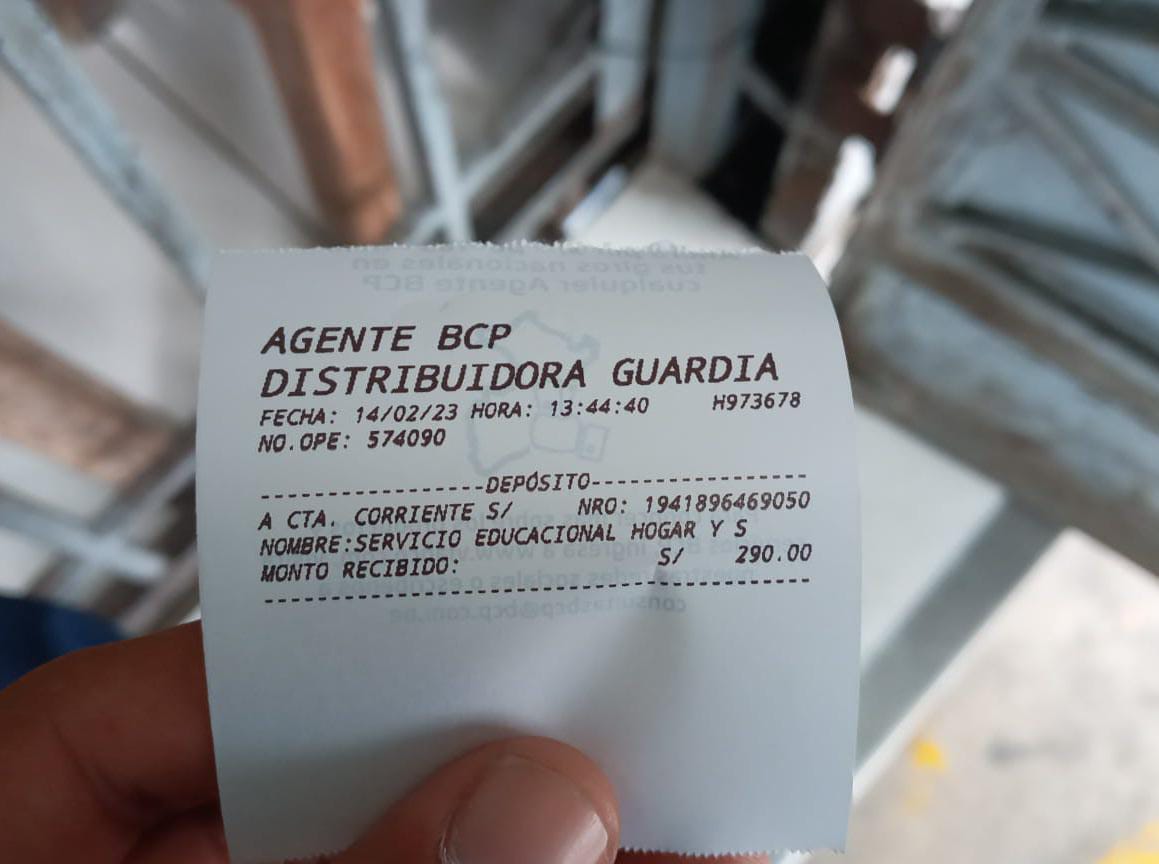 AGENTE BCP
DISTRIBUIDORA GUARDIA
FECHA: 14/02/23 HORA: 13:44:40 H973678
NO.OPE: 574090
-----------------DEPÓSITO-----------------
A CTA. CORRIENTE S/ NRO: 1941896469050
NOMBRE:SERVICIO EDUCACIONAL HOGAR Y S
MONTO RECIBIDO: S/ 290.00
------------------------------------------